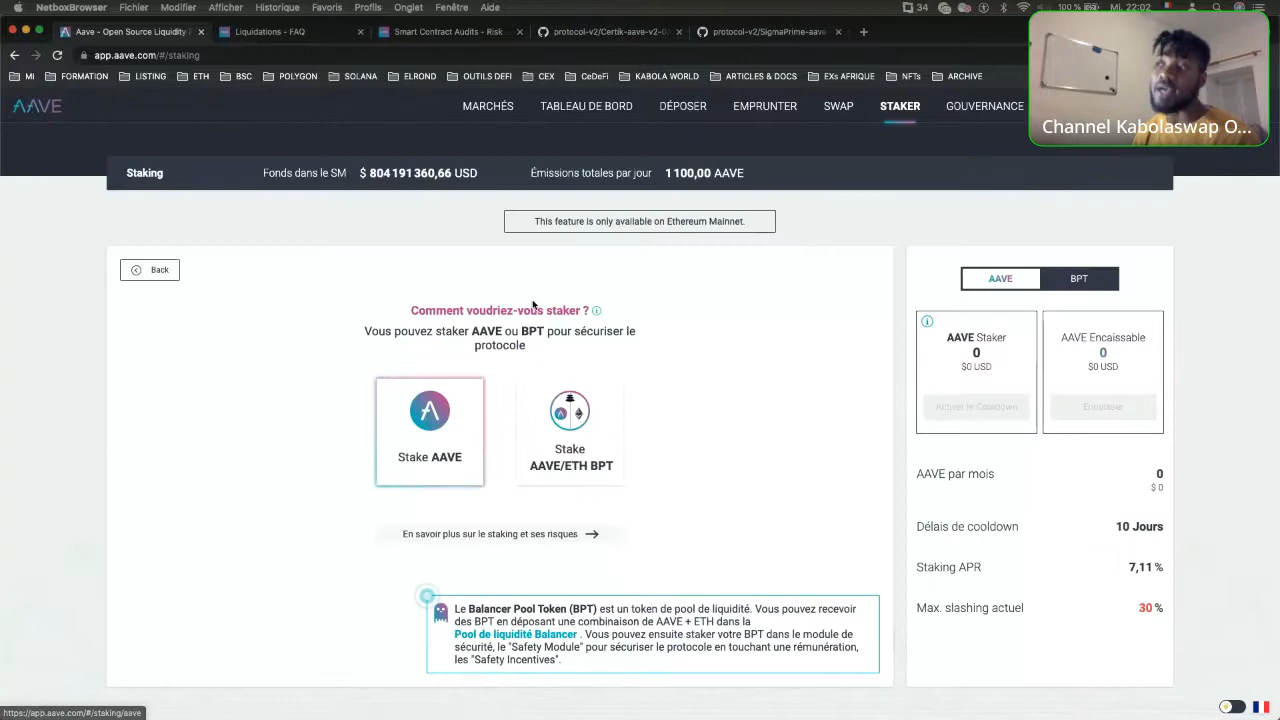 NetboxBrowser Fichier Modifier Afficher Historique Favoris Profils Onglet Fenêtre Aide
34 100 % Mi. 22:02
Aave - Open Source Liquidity Liquidations - FAQ Smart Contract Audits - Risk protocol-v2/Certik-aave-v2-0 protocol-v2/SigmaPrime-aave
app.aave.com/#/staking
MI FORMATION LISTING ETH BSC POLYGON SOLANA ELROND OUTILS DEFI CEX CeDeFi KABOLA WORLD ARTICLES & DOCS EXs AFRIQUE NFTs ARCHIVE
AAVE MARCHÉS TABLEAU DE BORD DÉPOSER EMPRUNTER SWAP STAKER GOUVERNANCE
Channel Kabolaswap O...
Staking Fonds dans le SM $ 804 191 360,66 USD Émissions totales par jour 1 100,00 AAVE
This feature is only available on Ethereum Mainnet.
Back
Comment voudriez-vous staker ?
Vous pouvez staker AAVE ou BPT pour sécuriser le
protocole
Stake AAVE
Stake
AAVE/ETH BPT
En savoir plus sur le staking et ses risques
Le Balancer Pool Token (BPT) est un token de pool de liquidité. Vous pouvez recevoir
des BPT en déposant une combinaison de AAVE + ETH dans la
Pool de liquidité Balancer . Vous pouvez ensuite staker votre BPT dans le module de
sécurité, le "Safety Module" pour sécuriser le protocole en touchant une rémunération,
les "Safety Incentives".
AAVE BPT
AAVE Staker
0
$0 USD
Activer le Cooldown
AAVE Encaissable
0
$0 USD
AAVE par mois 0
$ 0
Délais de cooldown 10 Jours
Staking APR 7,11 %
Max. slashing actuel 30 %
https://app.aave.com/#/staking/aave